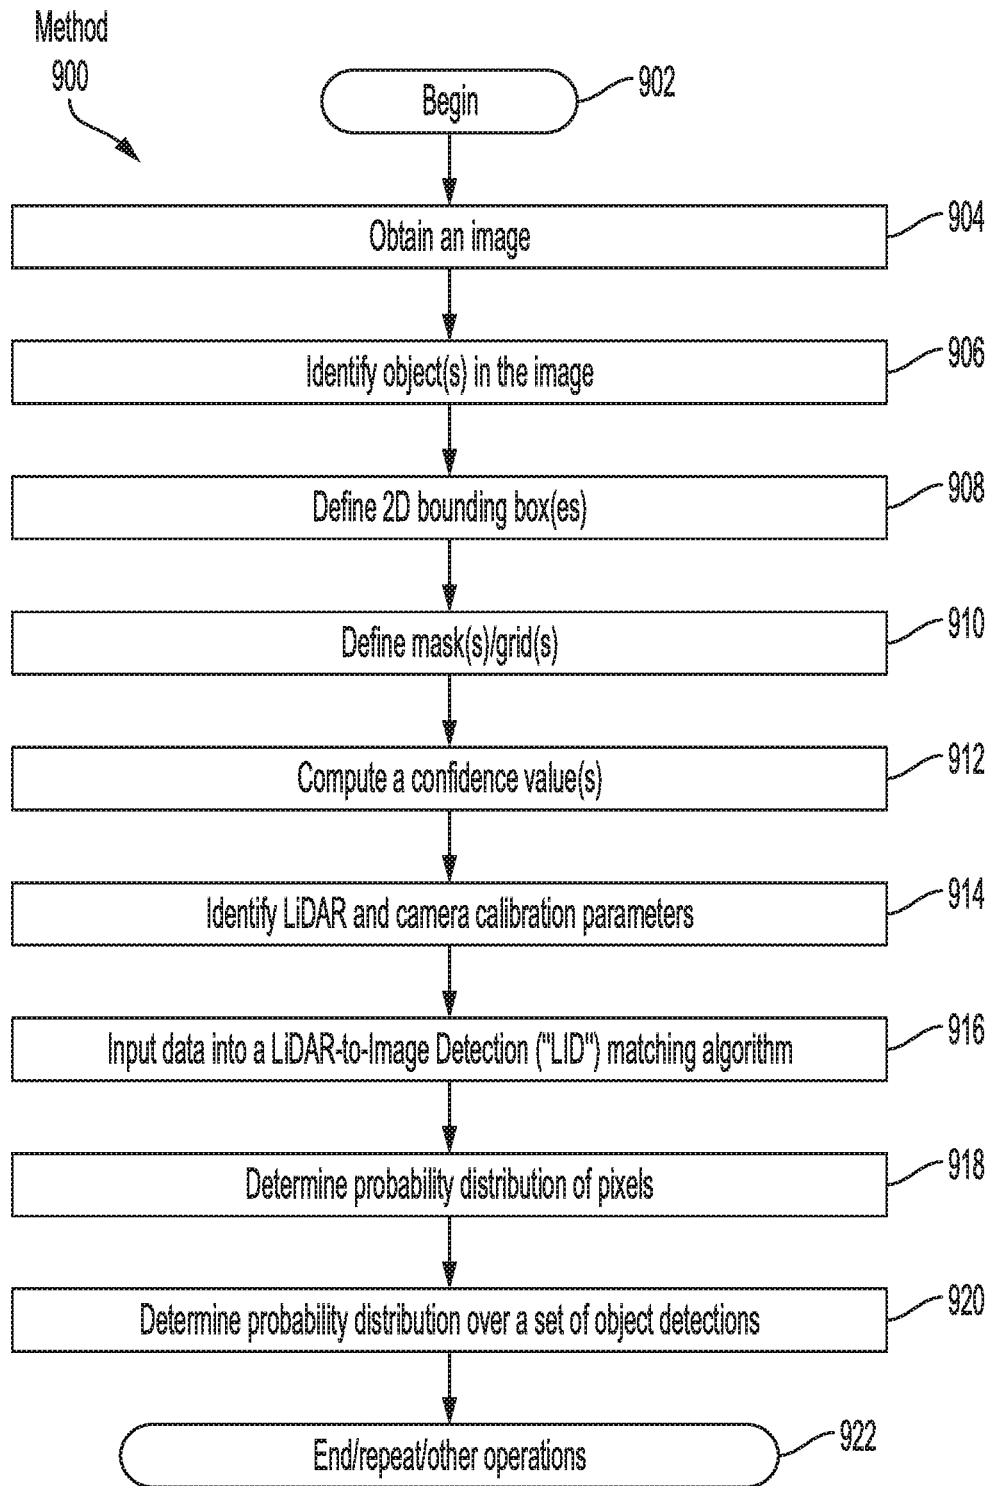 Method
900
Begin
902
Obtain an image
904
Identify object(s) in the image
906
Define 2D bounding box(es)
908
Define mask(s)/grid(s)
910
Compute a confidence value(s)
912
Identify LiDAR and camera calibration parameters
914
Input data into a LiDAR-to-Image Detection ("LID") matching algorithm
916
Determine probability distribution of pixels
918
Determine probability distribution over a set of object detections
920
End/repeat/other operations
922